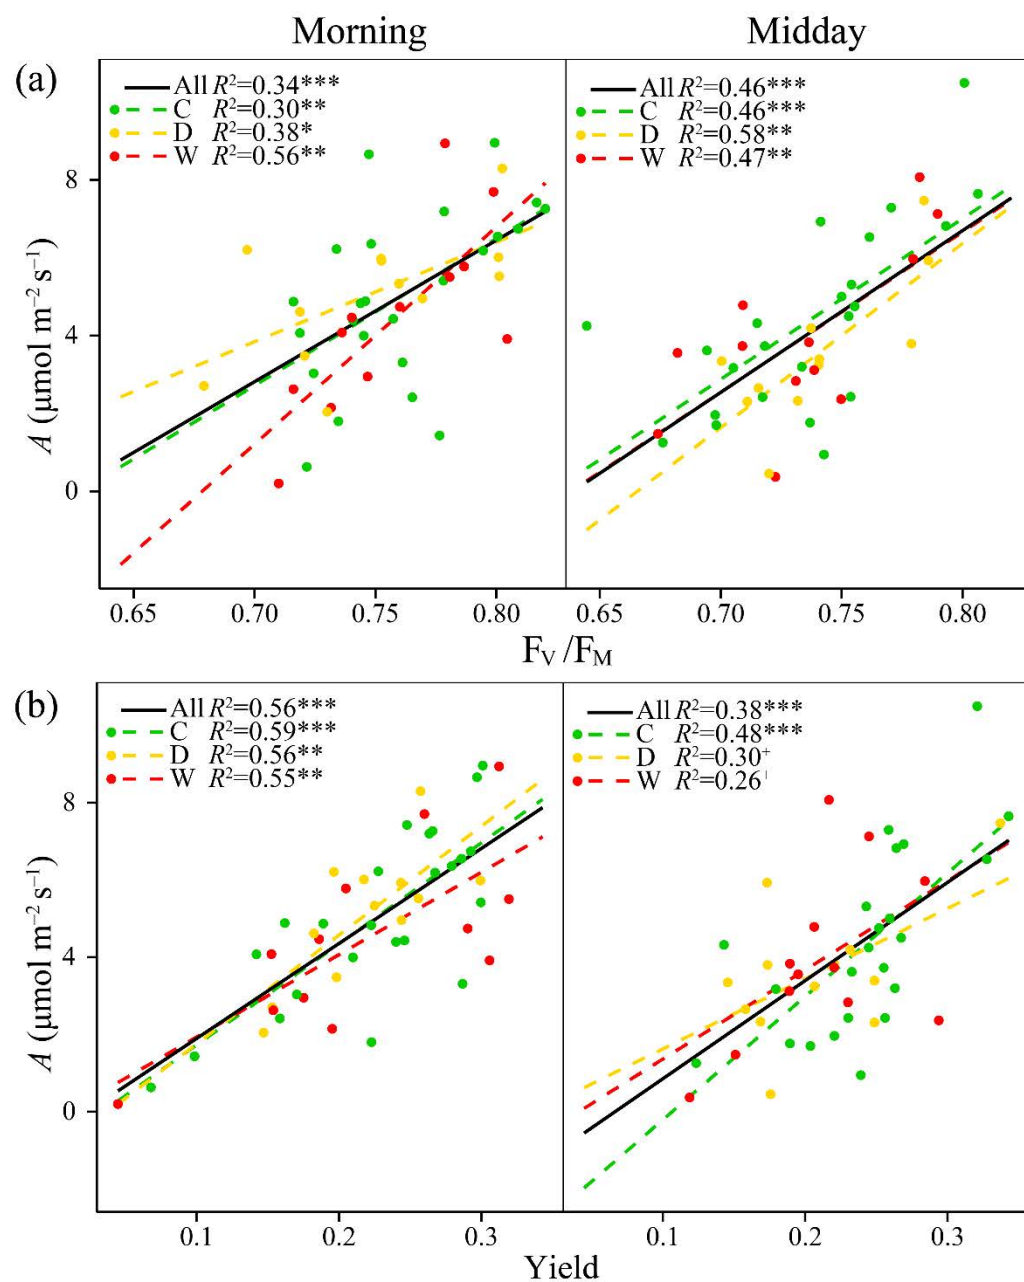 Morning Midday
(a)
All R²=0.34***
C R²=0.30**
D R²=0.38*
W R²=0.56**
All R²=0.46***
C R²=0.46***
D R²=0.58**
W R²=0.47**
8
4
0
A (μmol m⁻² s⁻¹)
0.65 0.70 0.75 0.80 0.65 0.70 0.75 0.80
F_V /F_M
(b)
All R²=0.56***
C R²=0.59***
D R²=0.56**
W R²=0.55**
All R²=0.38***
C R²=0.48***
D R²=0.30⁺
W R²=0.26
8
4
0
A (μmol m⁻² s⁻¹)
0.1 0.2 0.3 0.1 0.2 0.3
Yield